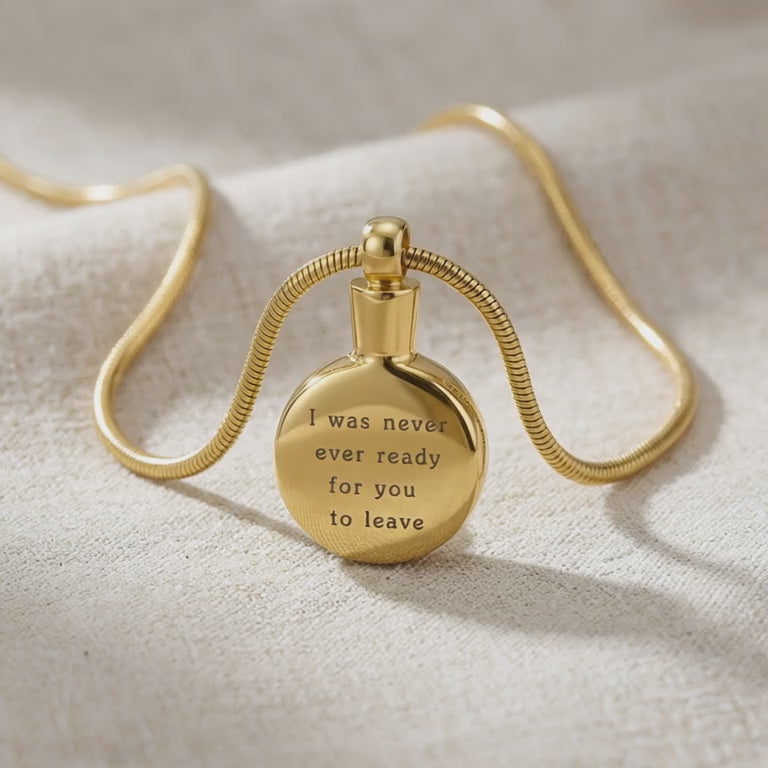 I was never
ever ready
for you
to leave